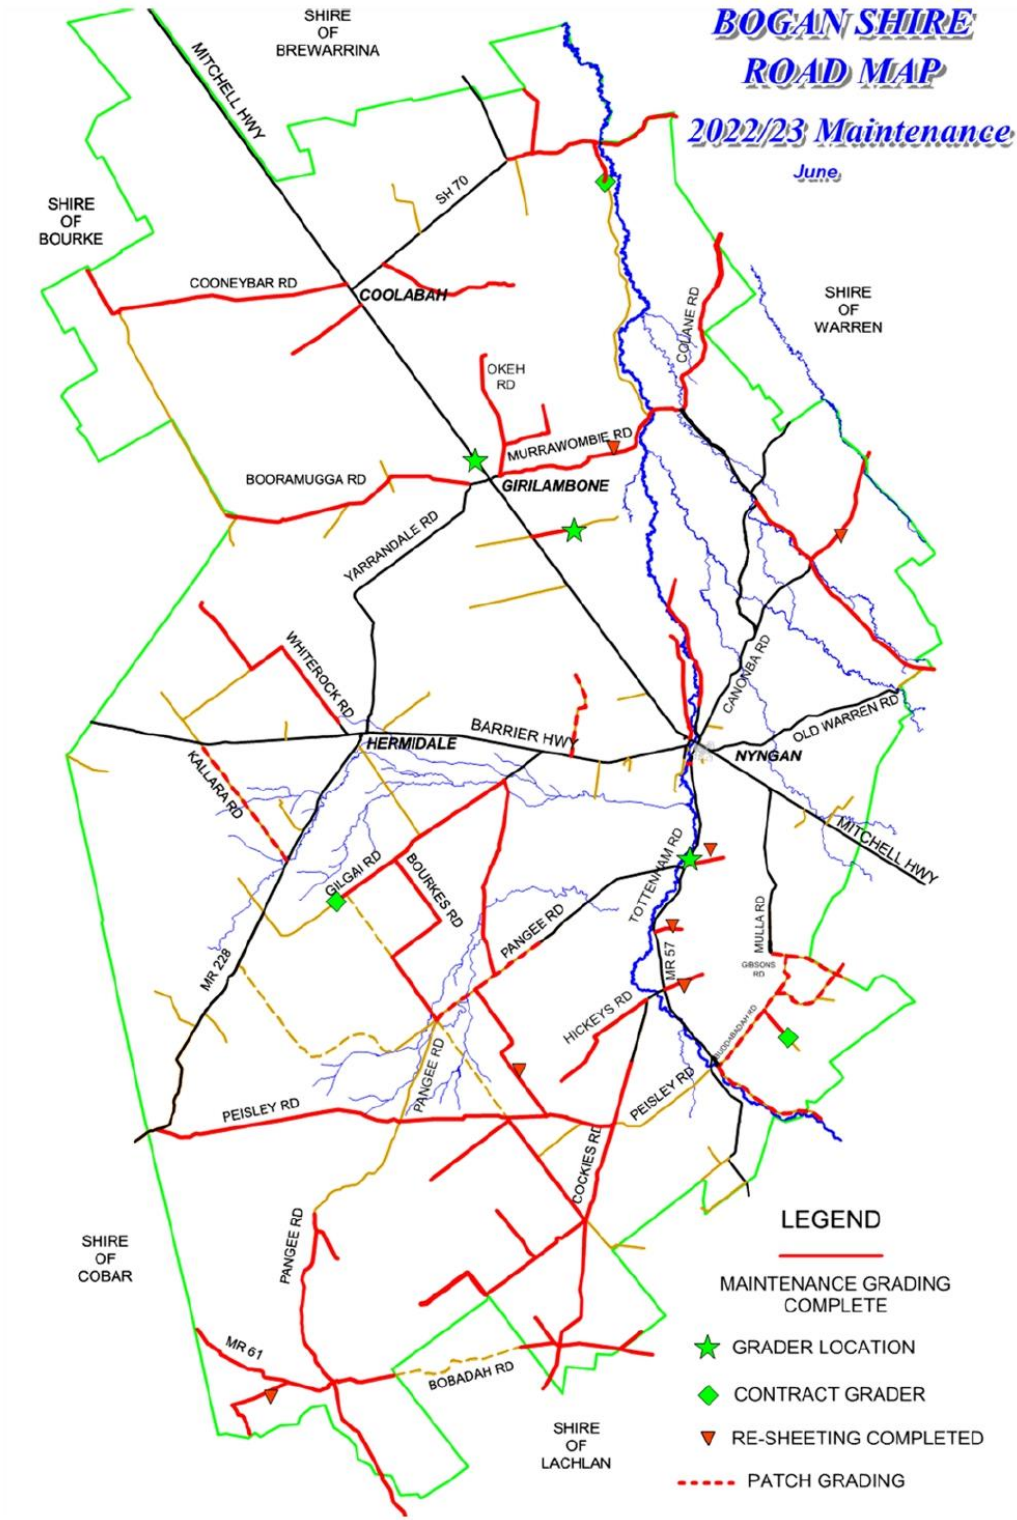 BOGAN SHIRE
ROAD MAP
2022/23 Maintenance
June
SHIRE
OF
BREWARRINA
MITCHELL HWY
SHIRE
OF
BOURKE
SH 70
COONEYBAR RD
COOLABAH
SHIRE
OF
WARREN
COLANE RD
OKEH
RD
MURRAWOMBIE RD
BOORAMUGGA RD
GIRILAMBONE
YARRANDALE RD
WHITEROCK RD
CANONBA RD
OLD WARREN RD
BARRIER HWY
HERMIDALE
NYNGAN
KALLARA RD
MITCHELL HWY
GILGAI RD
BOURKES RD
TOTTENHAM RD
PANGEE RD
MULLA RD
MR 228
MR 57
GIBSONS
RD
HICKEYS RD
BUDDABADAH RD
PANGEE RD
PEISLEY RD
PEISLEY RD
COCKIES RD
PANGEE RD
SHIRE
OF
COBAR
MR 61
BOBADAH RD
SHIRE
OF
LACHLAN
LEGEND
MAINTENANCE GRADING
COMPLETE
GRADER LOCATION
CONTRACT GRADER
RE-SHEETING COMPLETED
PATCH GRADING